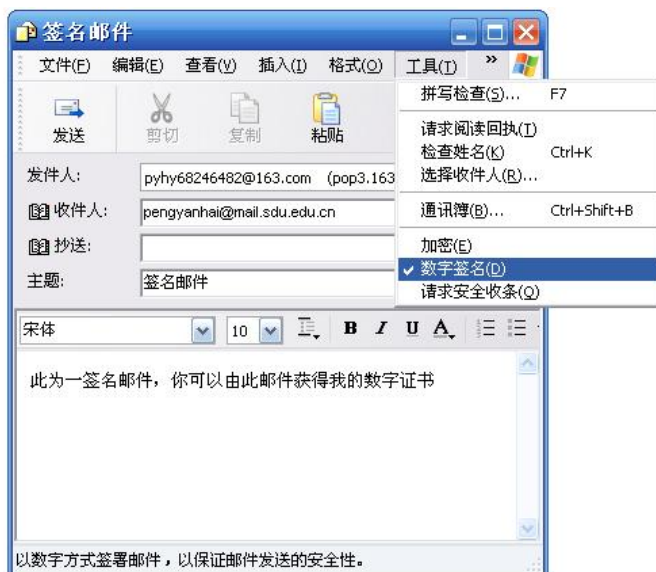 签名邮件
文件(F) 编辑(E) 查看(V) 插入(I) 格式(O) 工具(T) »
发送 剪切 复制 粘贴
拼写检查(S)... F7
请求阅读回执(I)
检查姓名(K) Ctrl+K
选择收件人(R)...
通讯簿(B)... Ctrl+Shift+B
加密(E)
数字签名(D)
请求安全收条(Q)
发件人: pyhy68246482@163.com (pop3.163
收件人: pengyanhai@mail.sdu.edu.cn
抄送:
主题: 签名邮件
宋体 10 B I U A
此为一签名邮件，你可以由此邮件获得我的数字证书
以数字方式签署邮件，以保证邮件发送的安全性。